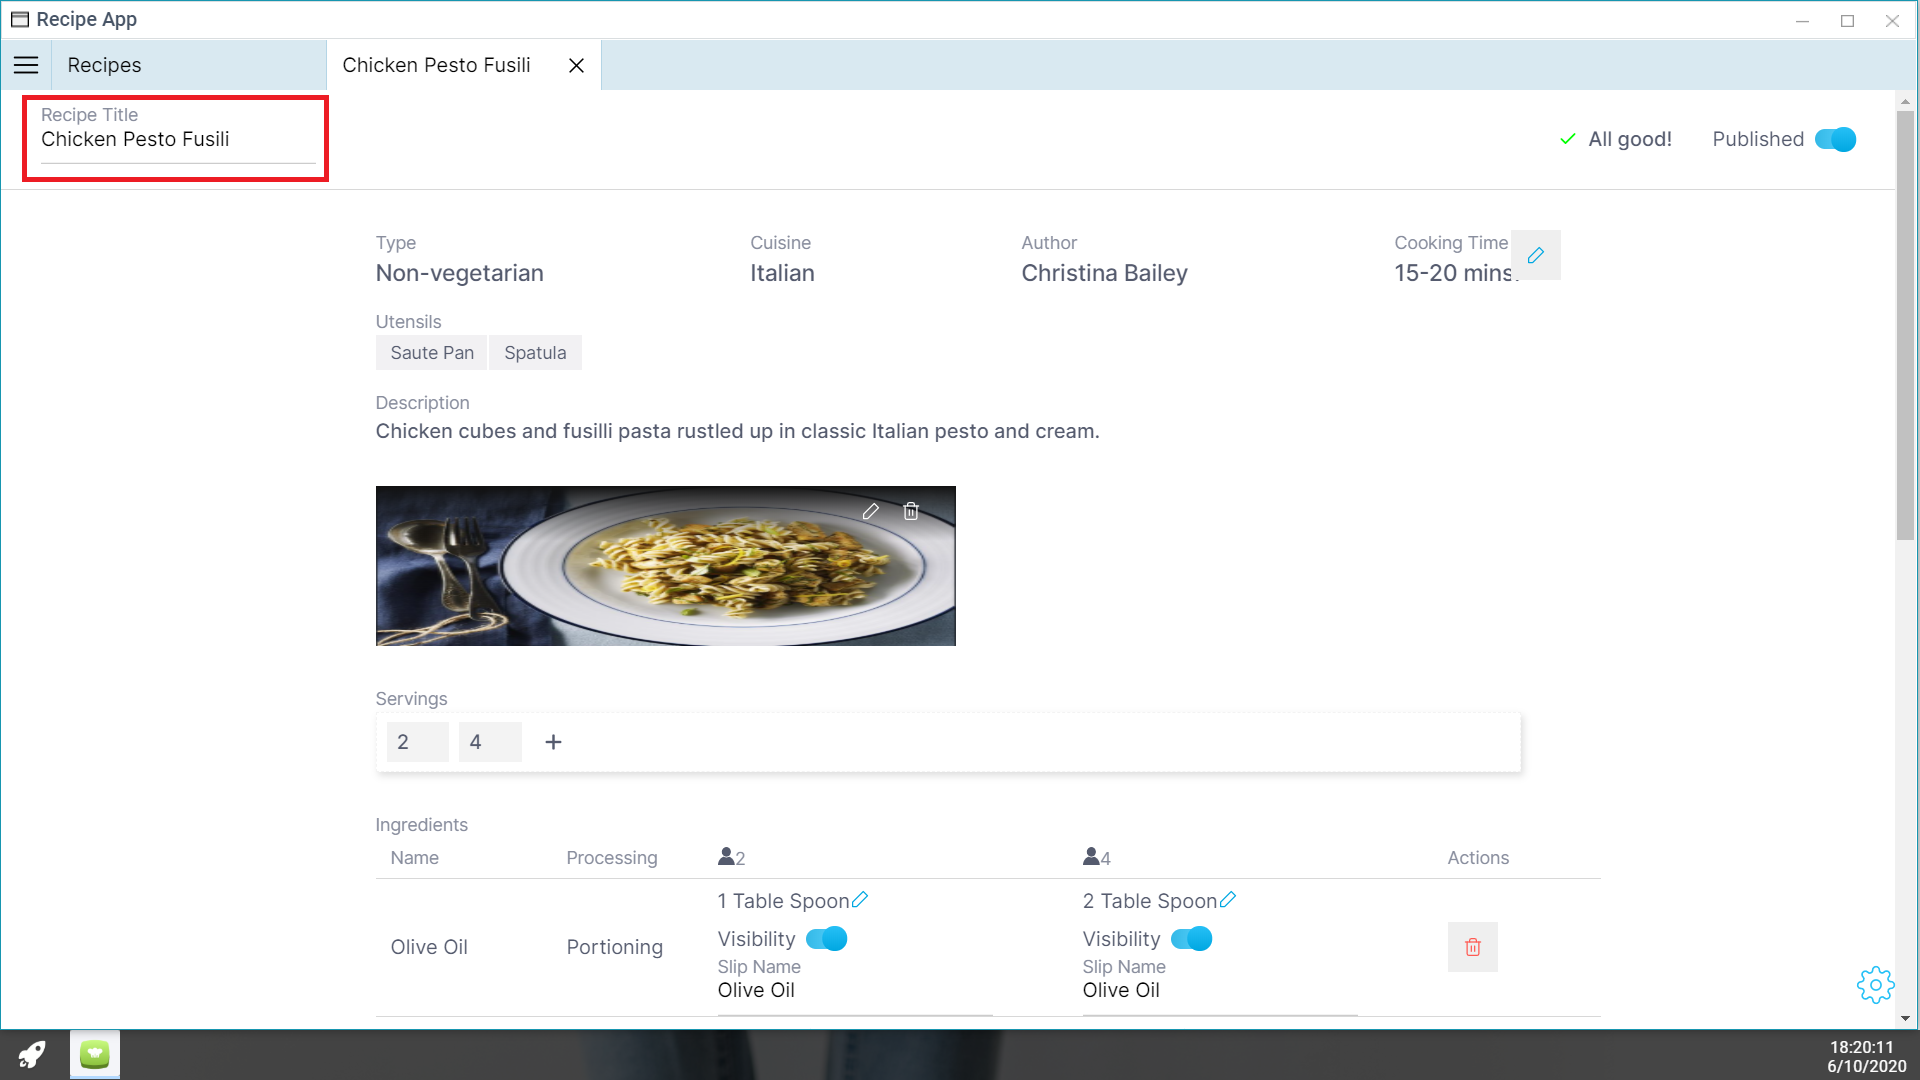 Recipe App
Recipes
Chicken Pesto Fusili
Recipe Title
Chicken Pesto Fusili
All good!
Published
Type
Cuisine
Author
Cooking Time
Non-vegetarian
Italian
Christina Bailey
15-20 mins.
Utensils
Saute Pan
Spatula
Description
Chicken cubes and fusilli pasta rustled up in classic Italian pesto and cream.
Servings
2
4
+
Ingredients
Name
Processing
2
4
Actions
1 Table Spoon
2 Table Spoon
Olive Oil
Portioning
Visibility
Visibility
Slip Name
Slip Name
Olive Oil
Olive Oil
18:20:11
6/10/2020